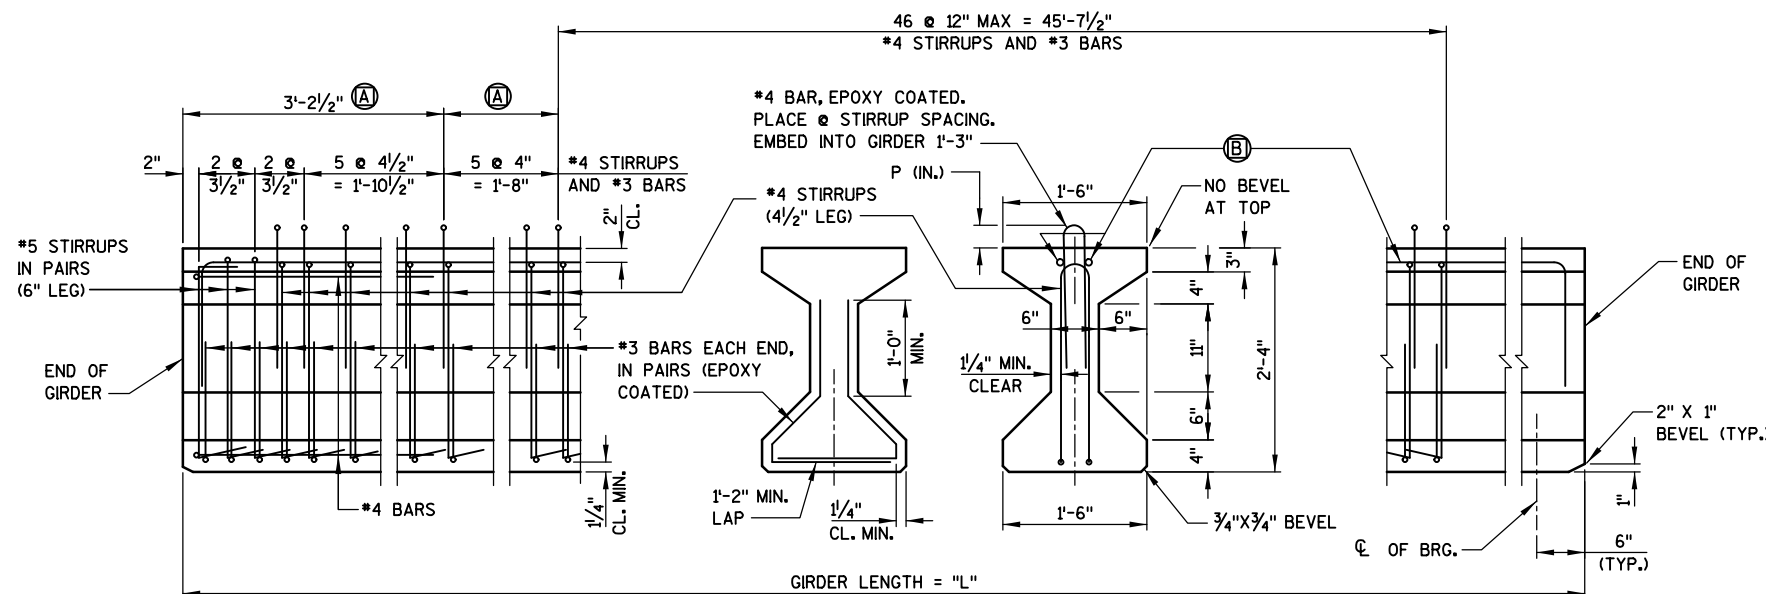 46 @ 12" MAX = 45'-7½"
#4 STIRRUPS AND #3 BARS
3'-2½" A
A
2"
2 @
3½"
2 @
3½"
5 @ 4½"
= 1'-10½"
5 @ 4"
= 1'-8"
#4 STIRRUPS
AND #3 BARS
2"
CL.
#5 STIRRUPS
IN PAIRS
(6" LEG)
END OF
GIRDER
#4 BARS
1¼"
CL. MIN.
#4 BAR, EPOXY COATED.
PLACE @ STIRRUP SPACING.
EMBED INTO GIRDER 1'-3"
P (IN.)
#4 STIRRUPS
(4½" LEG)
#3 BARS EACH END,
IN PAIRS (EPOXY
COATED)
1'-0"
MIN.
1'-2" MIN.
LAP
1¼"
CL. MIN.
B
1'-6"
NO BEVEL
AT TOP
3"
4"
6"
6"
11"
2'-4"
1¼" MIN.
CLEAR
6"
4"
1'-6"
¾"X¾" BEVEL
END OF
GIRDER
2" X 1"
BEVEL (TYP.)
1"
℄ OF BRG.
6"
(TYP.)
GIRDER LENGTH = "L"